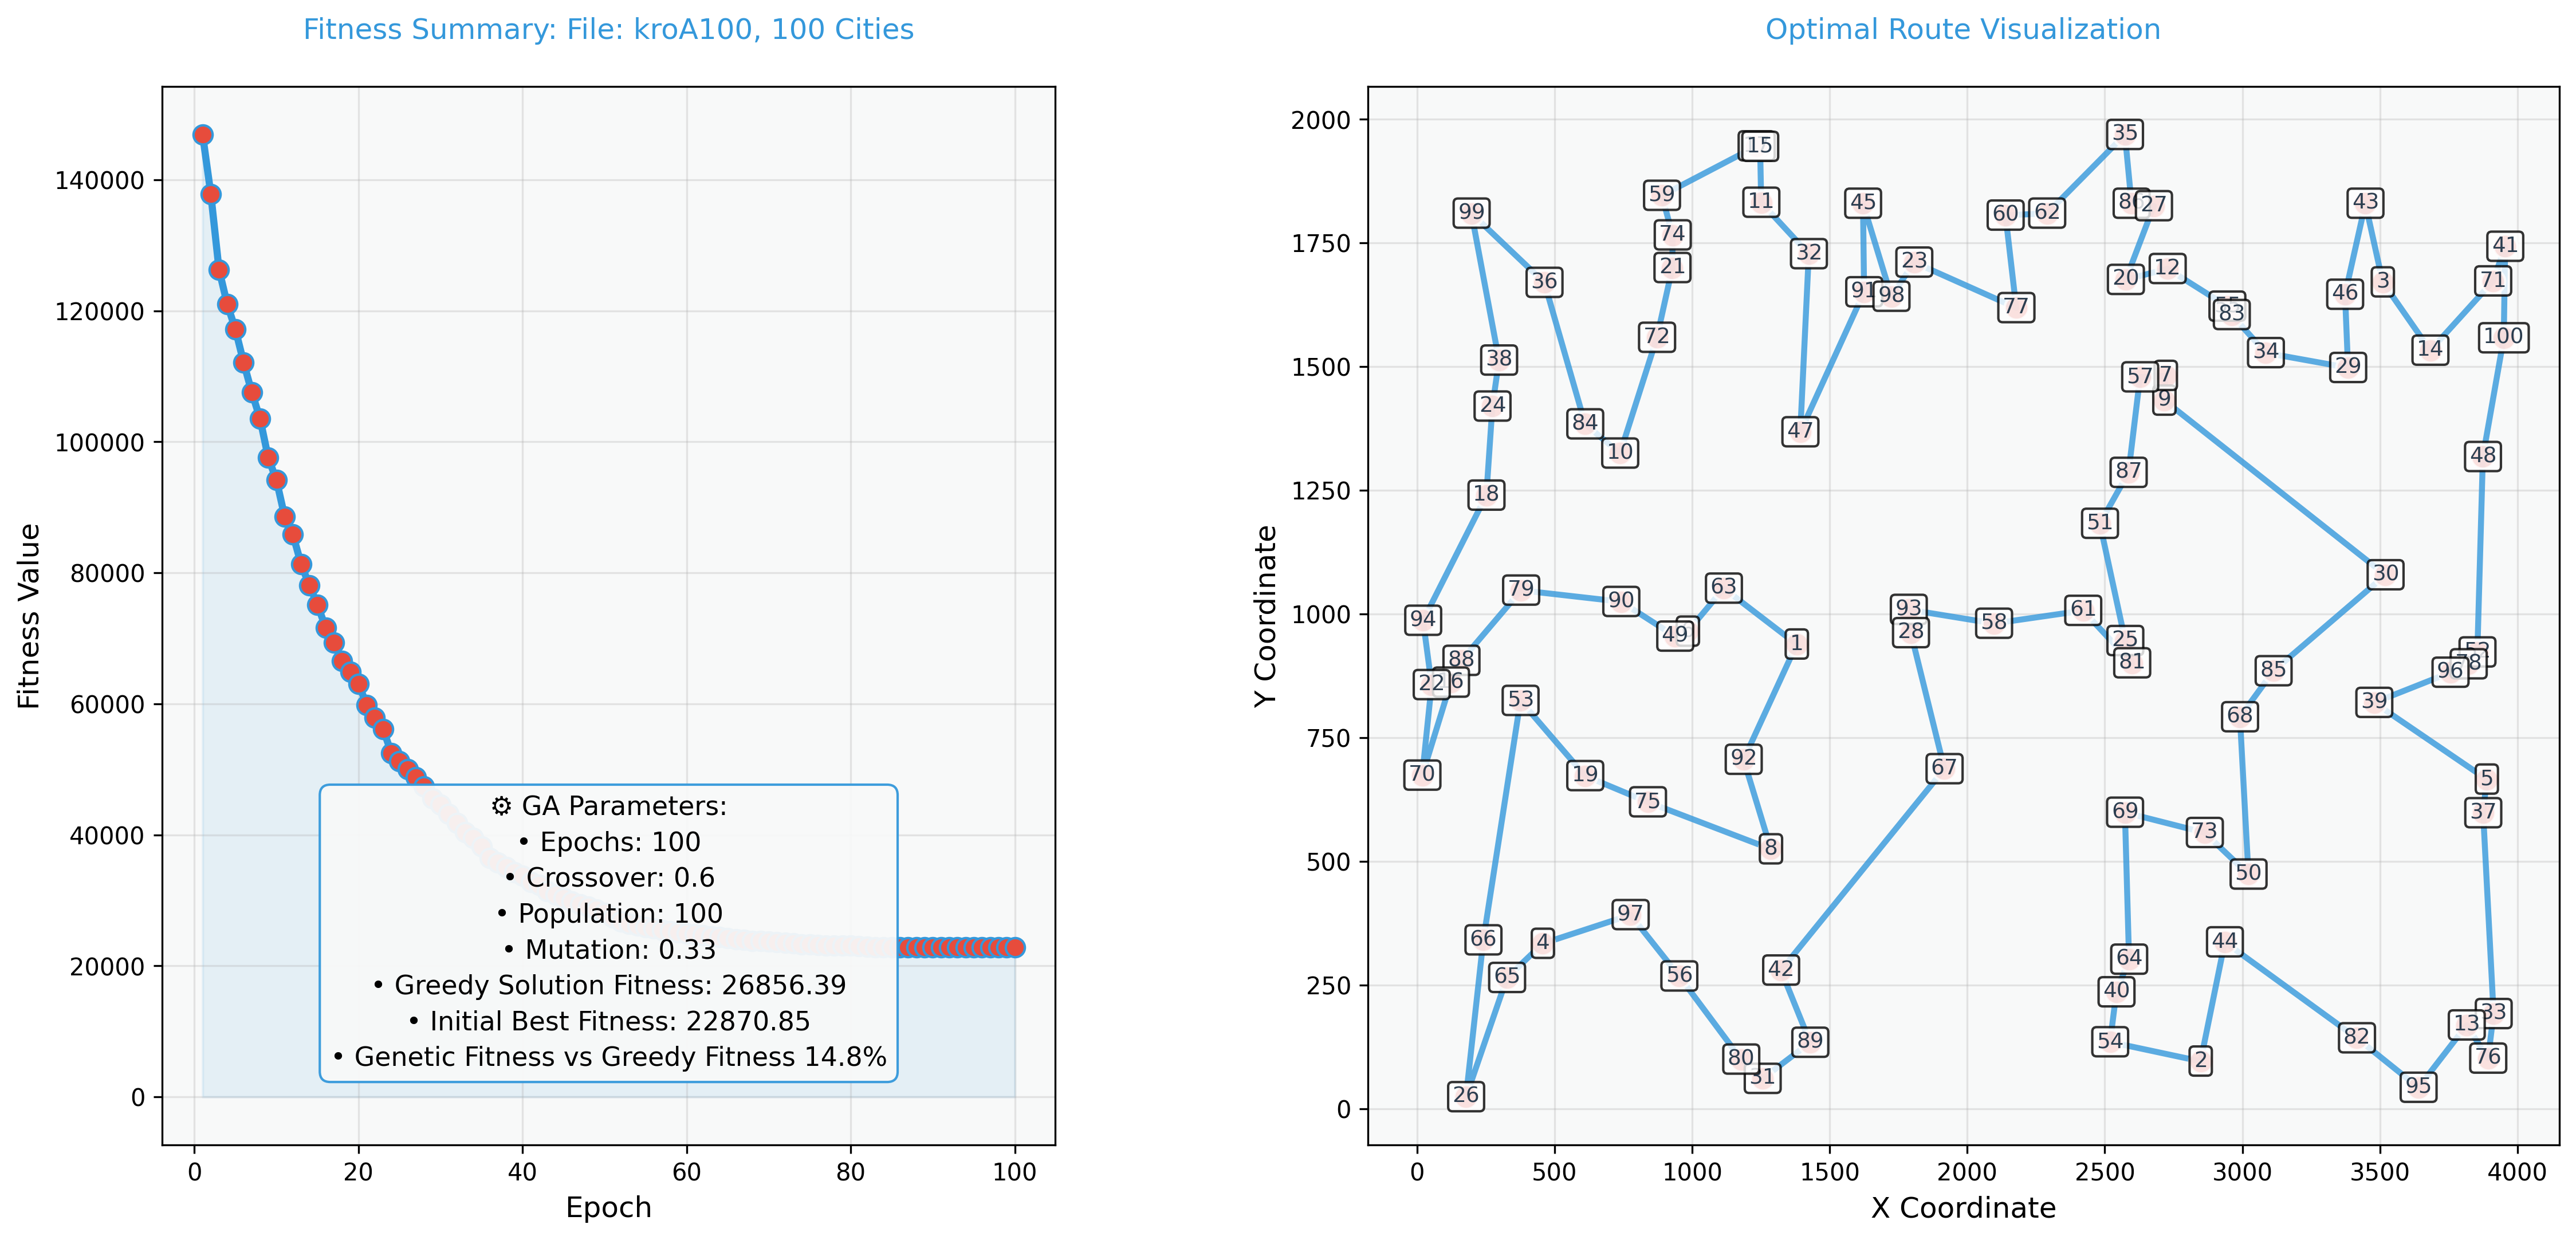 Fitness Summary: File: kroA100, 100 Cities
Fitness Value
140000
120000
100000
80000
60000
40000
20000
0
⚙ GA Parameters:
• Epochs: 100
• Crossover: 0.6
• Population: 100
• Mutation: 0.33
• Greedy Solution Fitness: 26856.39
• Initial Best Fitness: 22870.85
• Genetic Fitness vs Greedy Fitness 14.8%
0 20 40 60 80 100
Epoch
Optimal Route Visualization
Y Coordinate
2000
1750
1500
1250
1000
750
500
250
0
35
15
59 11 45 43
99 60 62 27
74 32 41
21 36 23 12 20 3 71
91 98 77 46
83
72 100
38 34 14 29
57 7 9
24 84 47
10 87 48
18 51
30
79 90 63
94 93 61
49 1 28 58 25
88 81 96
22 85
53 39
92 68
70 19 67 5
75 69 37
73
8 50
97
66 4 44
65 56 42 64
40 33
13
89 54 82
80 31 2 76
26 95
0 500 1000 1500 2000 2500 3000 3500 4000
X Coordinate